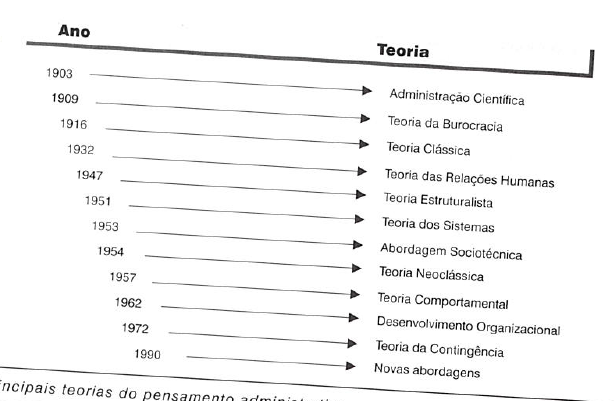 Ano Teoria
1903 Administração Científica
1909 Teoria da Burocracia
1916 Teoria Clássica
1932 Teoria das Relações Humanas
1947 Teoria Estruturalista
1951 Teoria dos Sistemas
1953 Abordagem Sociotécnica
1954 Teoria Neoclássica
1957 Teoria Comportamental
1962 Desenvolvimento Organizacional
1972 Teoria da Contingência
1990 Novas abordagens
teorias do pensamento